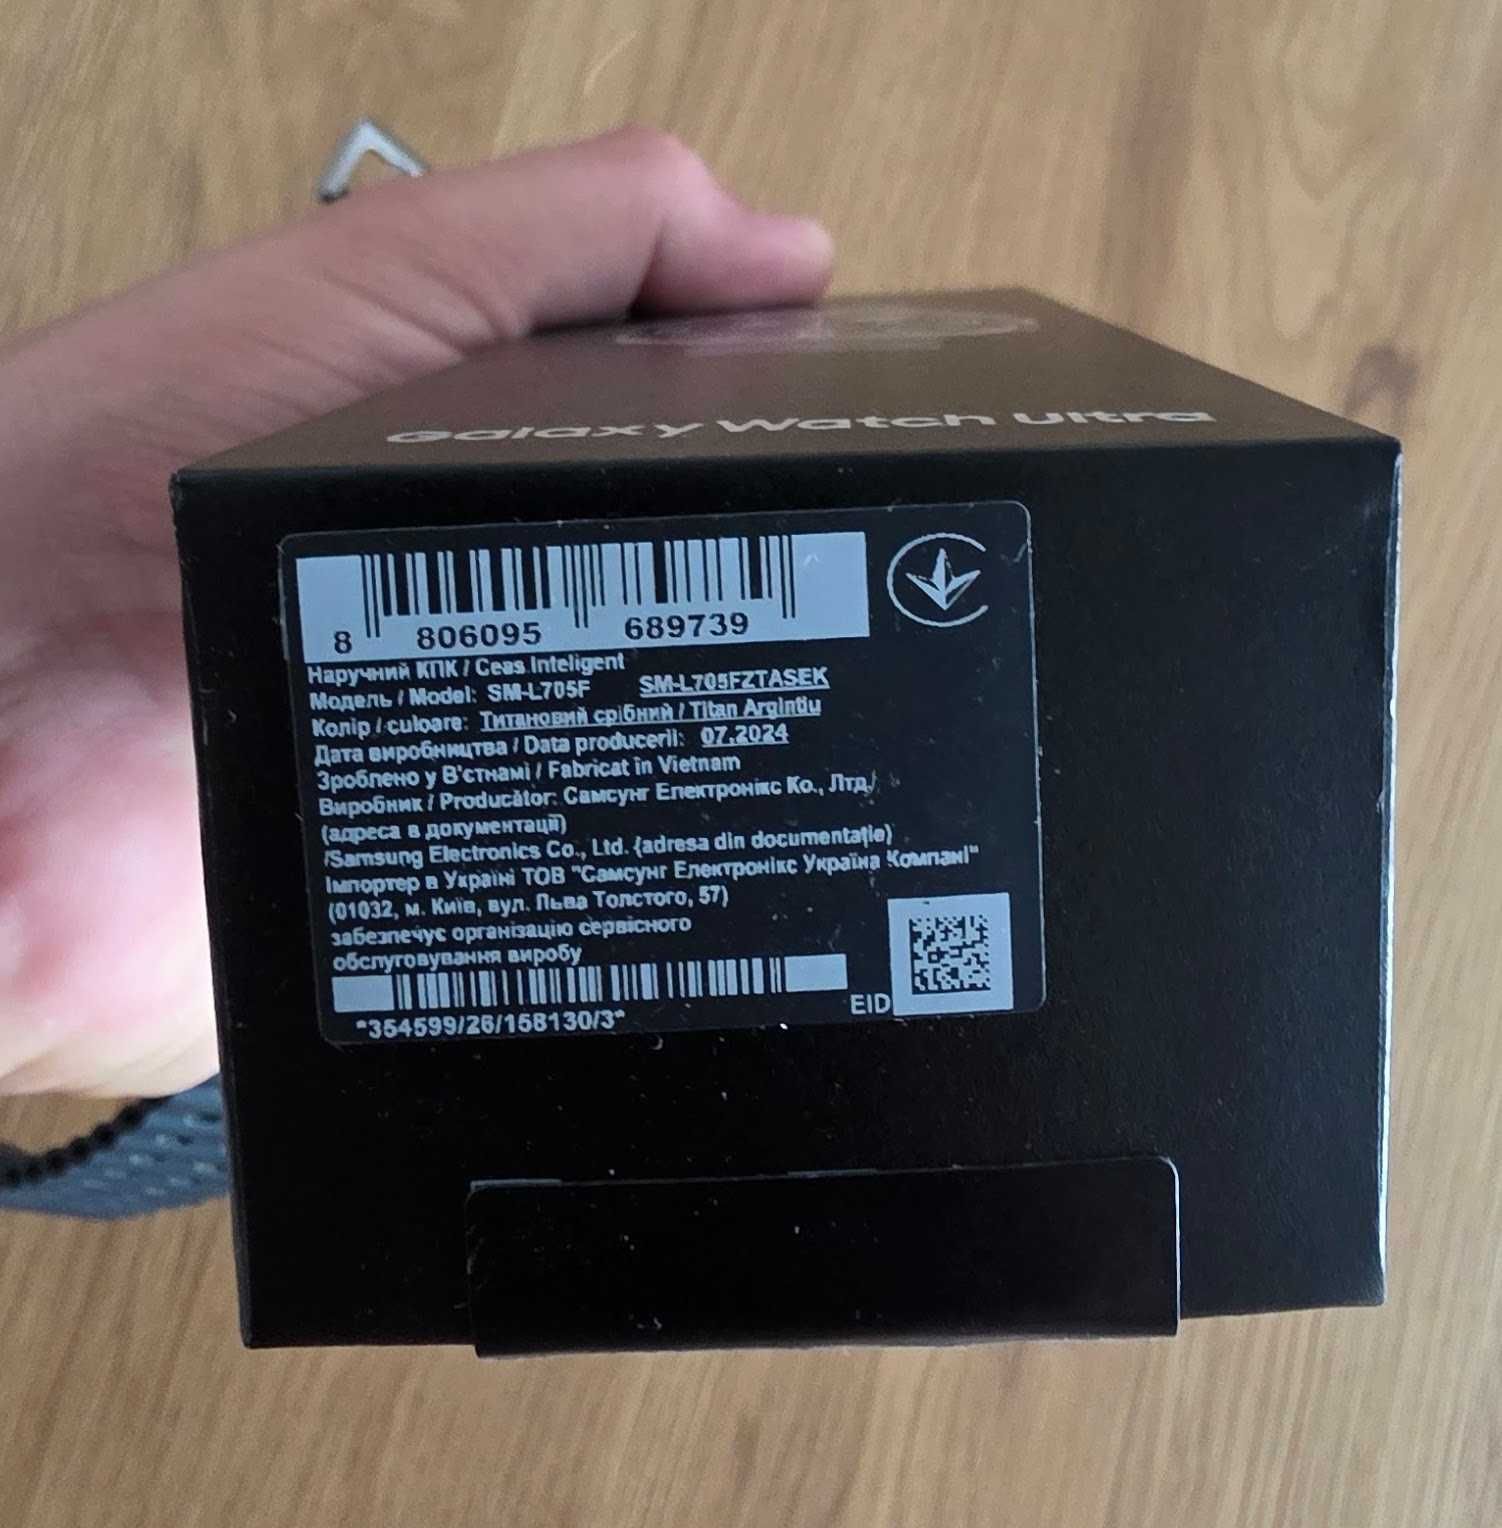 Galaxy Watch Ultra
8 806095 689739
Наручний КПК / Ceas Inteligent
Модель / Model: SM-L705F SM-L705FZTASEK
Колір / culoare: Титановий срібний / Titan Argintiu
Дата виробництва / Data producerii: 07.2024
Зроблено у В'єтнамі / Fabricat în Vietnam
Виробник / Producător: Самсунг Електронікс Ко., Лтд./
(адреса в документації)
/Samsung Electronics Co., Ltd. (adresa din documentație)
Імпортер в Україні ТОВ "Самсунг Електронікс Україна Компані"
(01032, м. Київ, вул. Льва Толстого, 57)
забезпечує організацію сервісного
обслуговування виробу
EID
*354599/26/158130/3*